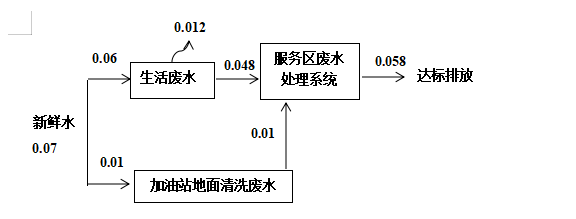 0.012
0.06
生活废水
0.048
服务区废水
处理系统
0.058
达标排放
新鲜水
0.07
0.01
0.01
加油站地面清洗废水